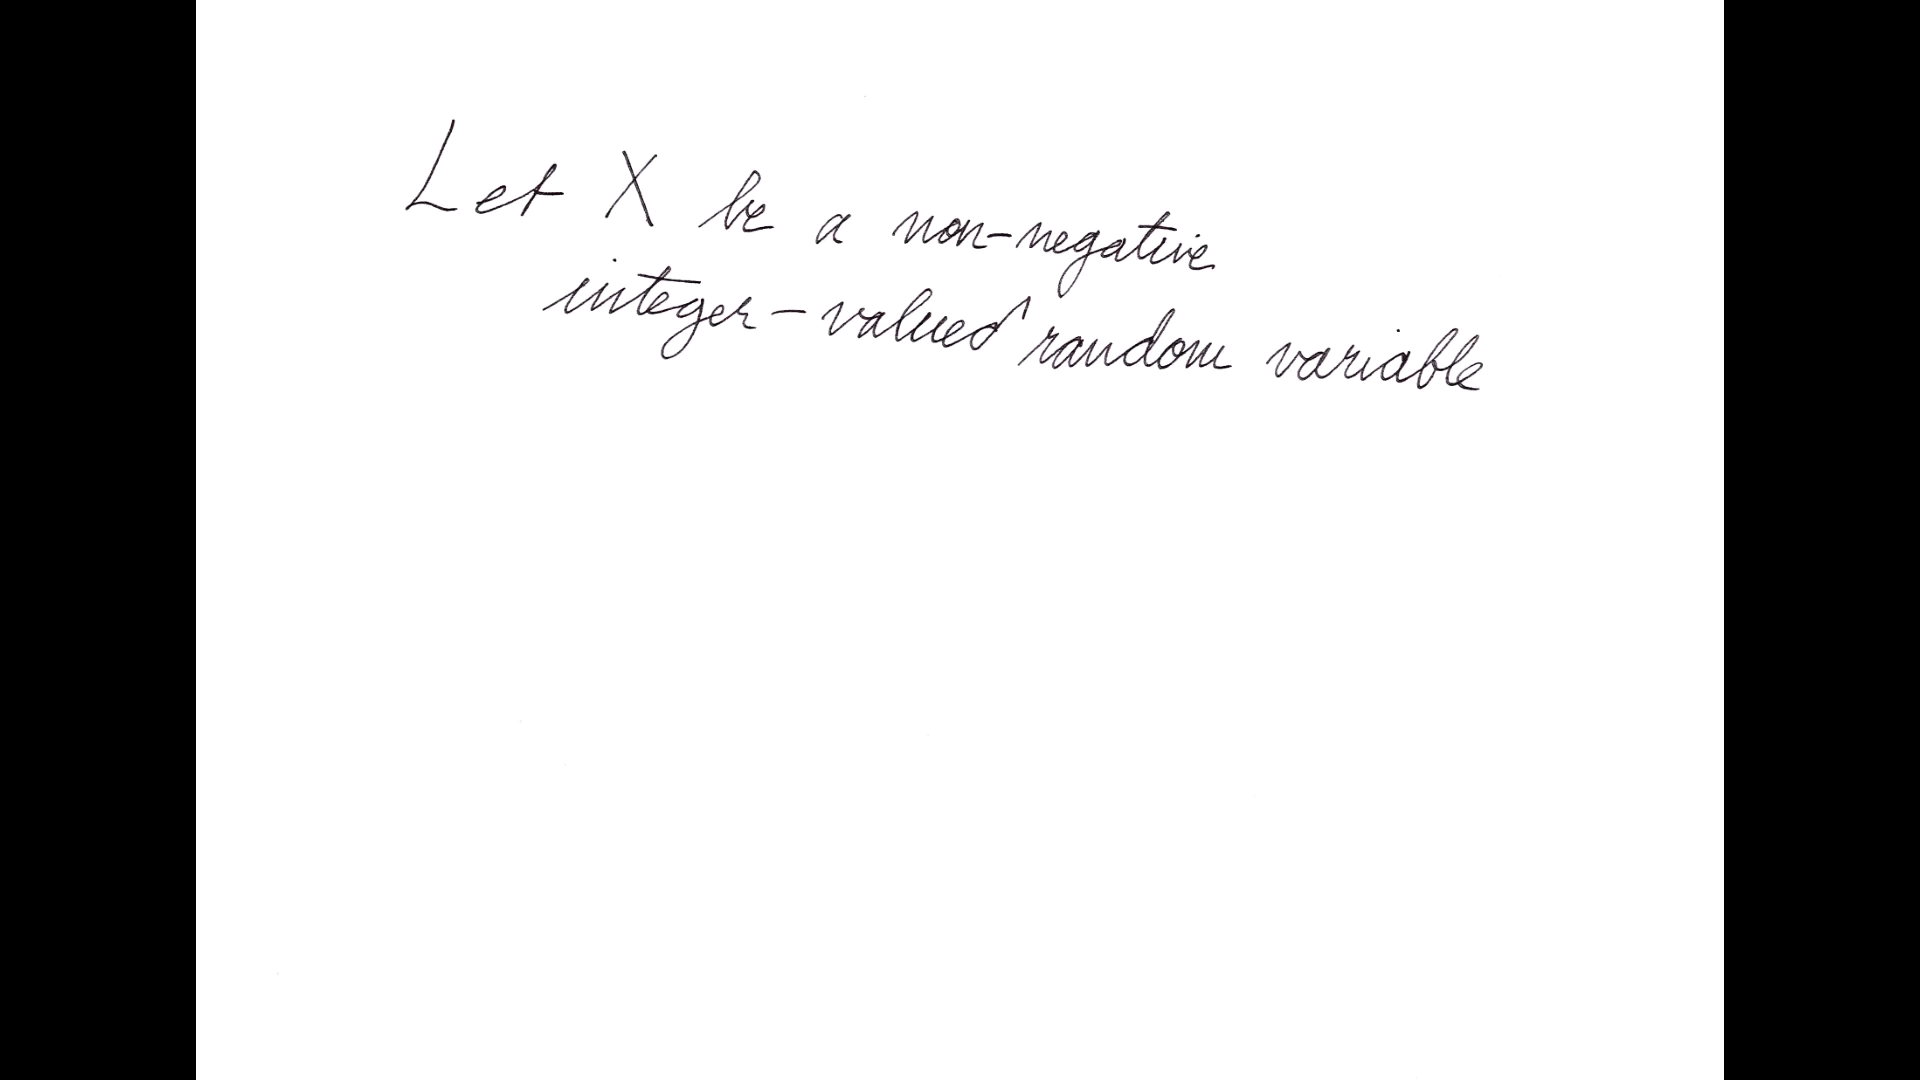 Let X be a non-negative
integer-valued random variable